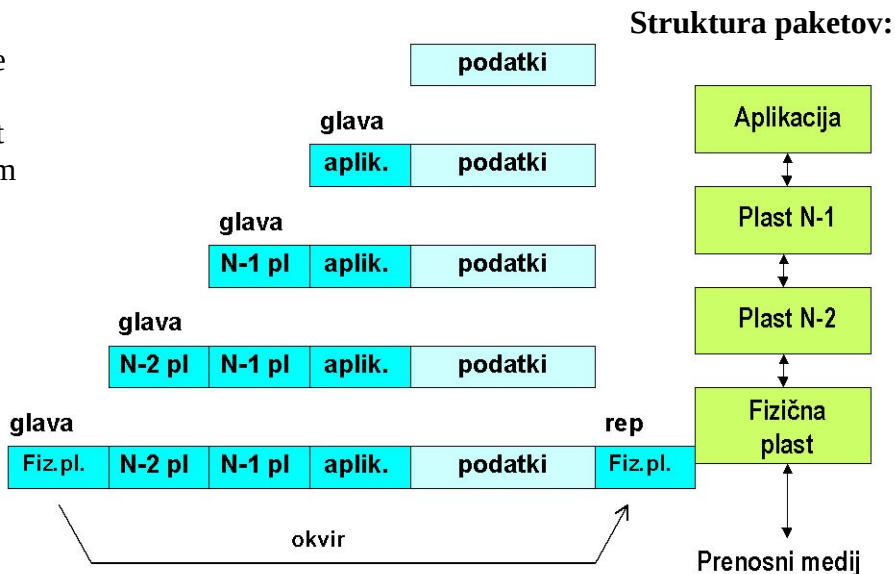 Struktura paketov:
e
t
m
podatki
glava
aplik. podatki
glava
N-1 pl aplik. podatki
glava
N-2 pl N-1 pl aplik. podatki
glava rep
Fiz.pl. N-2 pl N-1 pl aplik. podatki Fiz.pl.
okvir
Aplikacija
Plast N-1
Plast N-2
Fizična
plast
Prenosni medij